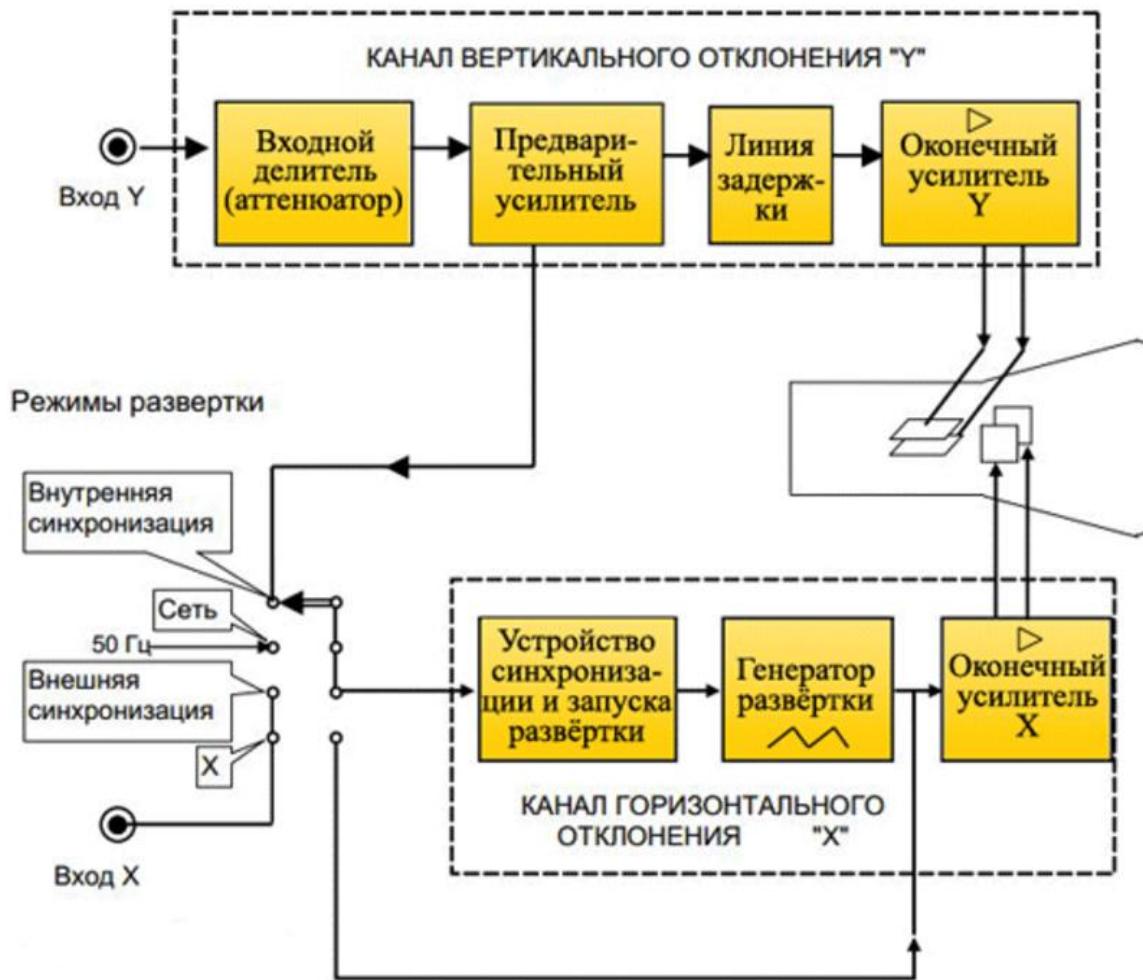 КАНАЛ ВЕРТИКАЛЬНОГО ОТКЛОНЕНИЯ "Y"
Вход Y
Входной
делитель
(аттенюатор)
Предвари-
тельный
усилитель
Линия
задерж-
ки
Оконечный
усилитель
Y
Режимы развертки
Внутренняя
синхронизация
Сеть
50 Гц
Внешняя
синхронизация
X
Вход X
Устройство
синхрониза-
ции и запуска
развёртки
Генератор
развёртки
Оконечный
усилитель
X
КАНАЛ ГОРИЗОНТАЛЬНОГО
ОТКЛОНЕНИЯ "X"